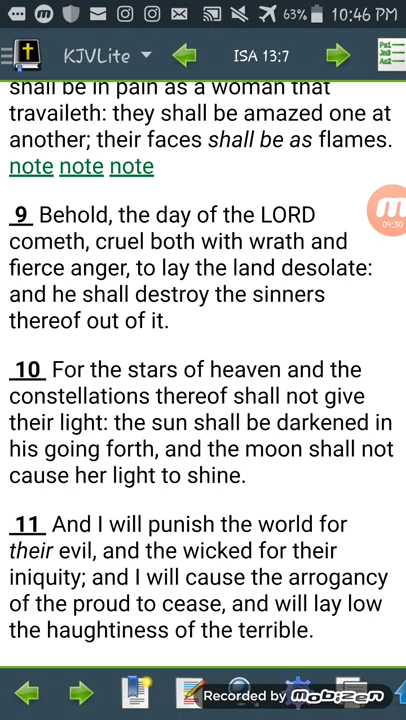 63% 10:46 PM
KJVLite ISA 13:7
shall be in pain as a woman that
travaileth: they shall be amazed one at
another; their faces shall be as flames.
note note note
9 Behold, the day of the LORD
cometh, cruel both with wrath and
fierce anger, to lay the land desolate:
and he shall destroy the sinners
thereof out of it.
09:30
10 For the stars of heaven and the
constellations thereof shall not give
their light: the sun shall be darkened in
his going forth, and the moon shall not
cause her light to shine.
11 And I will punish the world for
their evil, and the wicked for their
iniquity; and I will cause the arrogancy
of the proud to cease, and will lay low
the haughtiness of the terrible.
Recorded by mobizen